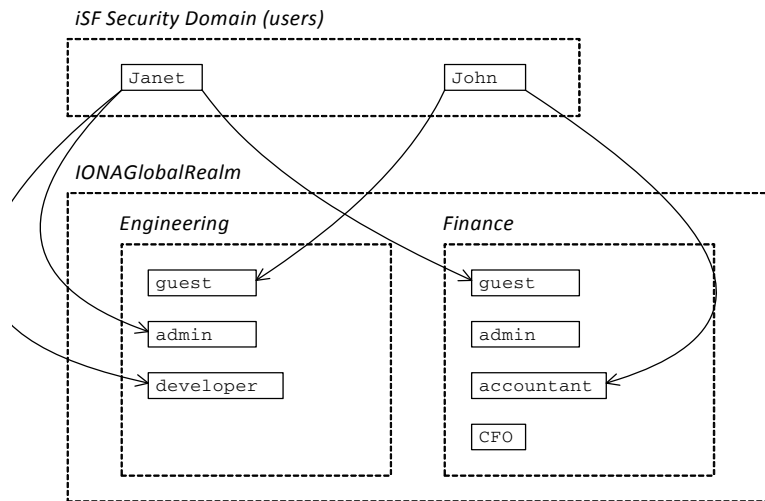 iSF Security Domain (users)
Janet
John
IONAGlobalRealm
Engineering
Finance
guest
guest
admin
admin
developer
accountant
CFO